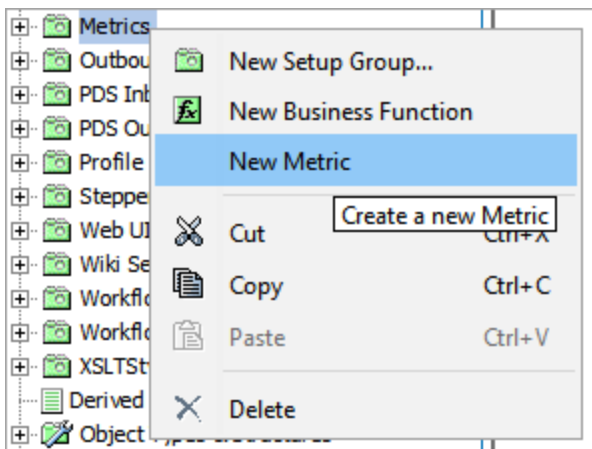 Metrics
Outbou
New Setup Group...
PDS Inb
PDS Ou
New Business Function
Profile
New Metric
Steppe
Create a new Metric
Web UI
Cut
Wiki Se
Copy Ctrl+C
Workflo
Workflo
Paste Ctrl+V
XSLTSt
Derived
Delete
Object